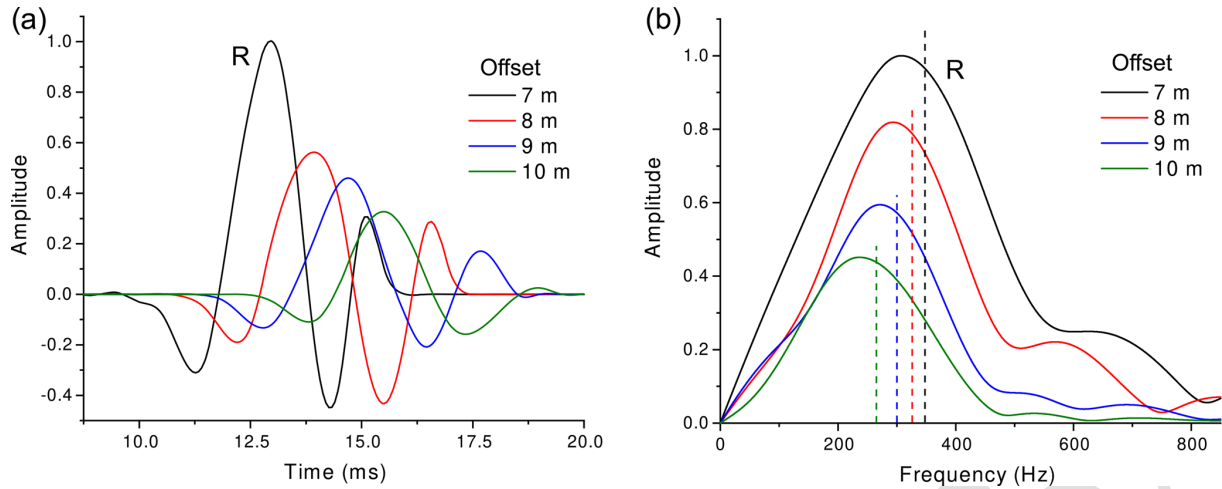 (a)
R
Offset
7 m
8 m
9 m
10 m
1.0
0.8
0.6
0.4
0.2
0.0
-0.2
-0.4
Amplitude
10.0 12.5 15.0 17.5 20.0
Time (ms)
(b)
R
Offset
7 m
8 m
9 m
10 m
1.0
0.8
0.6
0.4
0.2
0.0
Amplitude
0 200 400 600 800
Frequency (Hz)